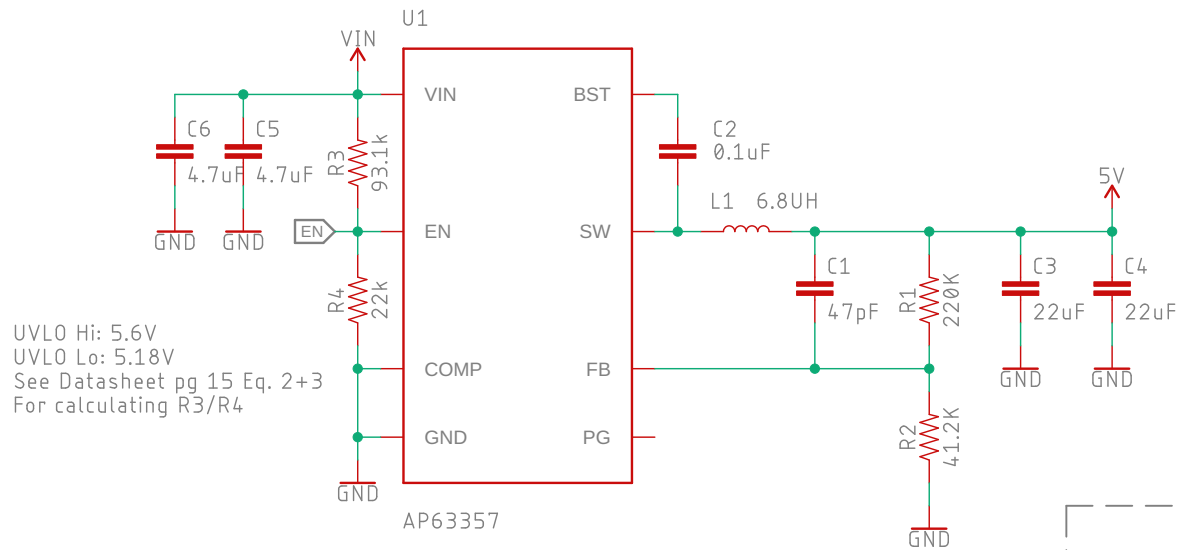 U1
VIN
VIN
BST
C6
C5
4.7uF
4.7uF
R3
93.1k
C2
0.1uF
L1 6.8UH
5V
EN
EN
SW
GND
GND
R4
22k
C1
47pF
R1
220K
C3
22uF
C4
22uF
UVLO Hi: 5.6V
UVLO Lo: 5.18V
See Datasheet pg 15 Eq. 2+3
For calculating R3/R4
COMP
FB
GND
GND
GND
PG
R2
41.2K
GND
AP63357
GND